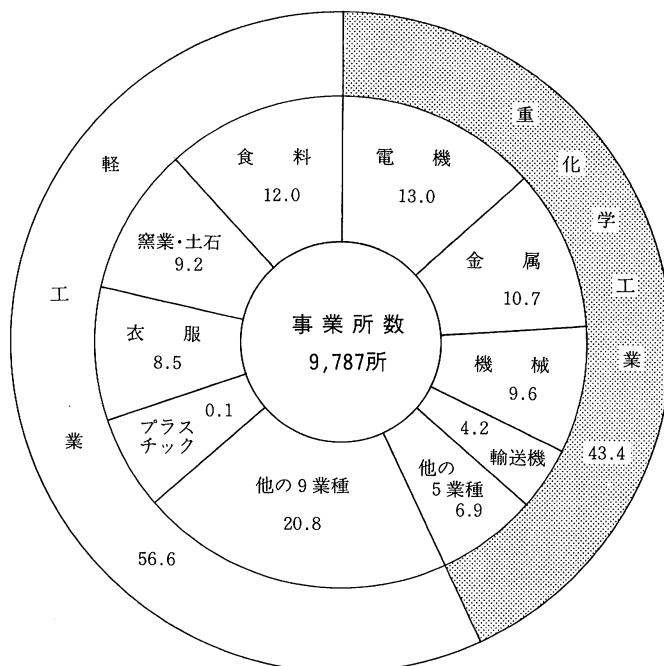 事業所数
9,787所
重化学工業
43.4
電機
13.0
金属
10.7
機械
9.6
輸送機
4.2
他の
5業種
6.9
軽工業
56.6
他の9業種
20.8
プラス
チック
0.1
衣服
8.5
窯業・土石
9.2
食料
12.0